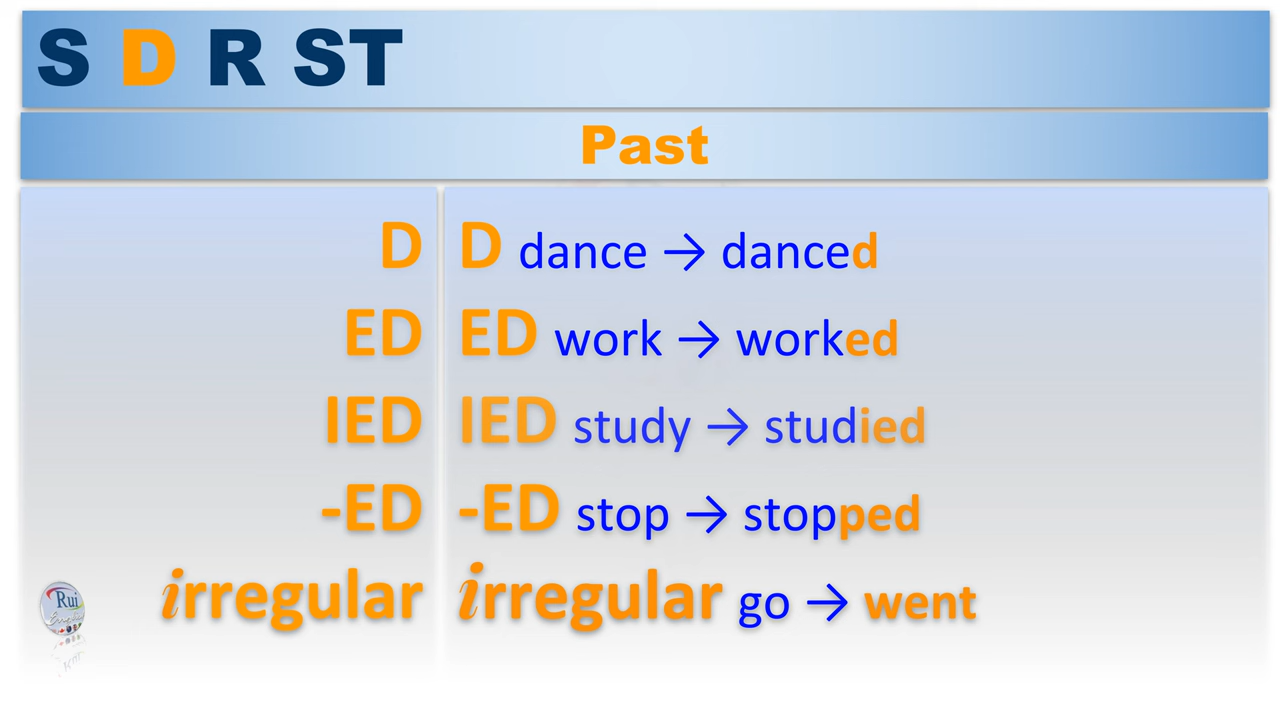 S D R ST
Past
D D dance → danced
ED ED work → worked
IED IED study → studied
-ED -ED stop → stopped
irregular irregular go → went
Rui